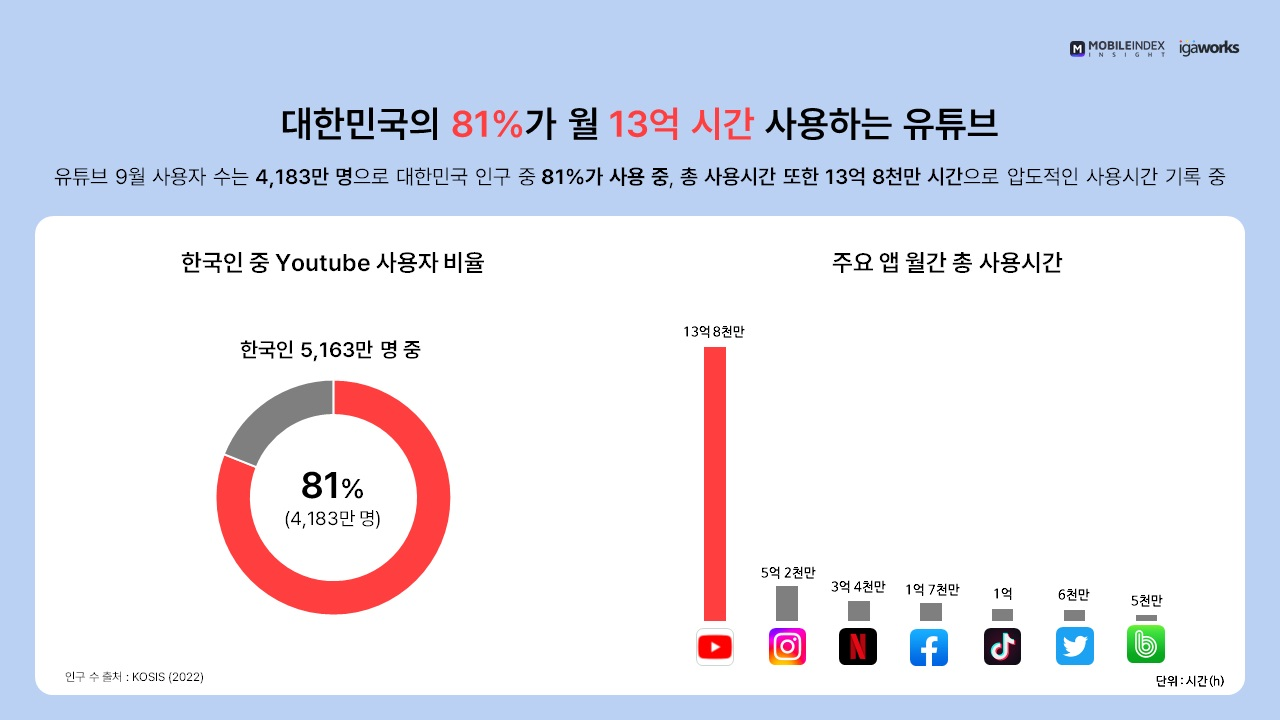 MOBILEINDEX
INSIGHT
igaworks
대한민국의 81%가 월 13억 시간 사용하는 유튜브
유튜브 9월 사용자 수는 4,183만 명으로 대한민국 인구 중 81%가 사용 중, 총 사용시간 또한 13억 8천만 시간으로 압도적인 사용시간 기록 중
한국인 중 Youtube 사용자 비율
한국인 5,163만 명 중
81%
(4,183만 명)
인구 수 출처 : KOSIS (2022)
주요 앱 월간 총 사용시간
13억 8천만
5억 2천만
3억 4천만
1억 7천만
1억
6천만
5천만
단위 : 시간(h)